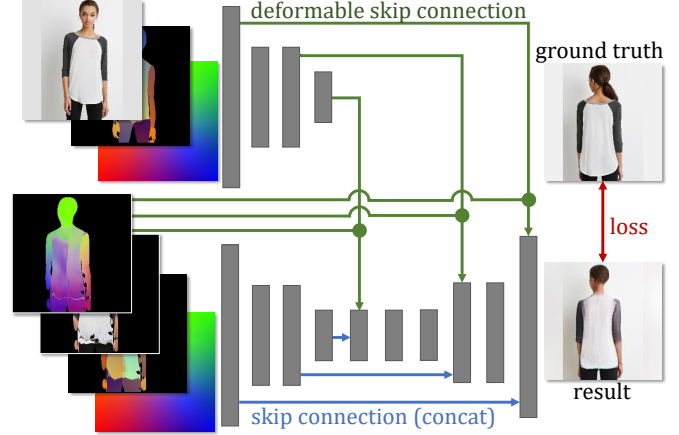 deformable skip connection
ground truth
loss
result
skip connection (concat)